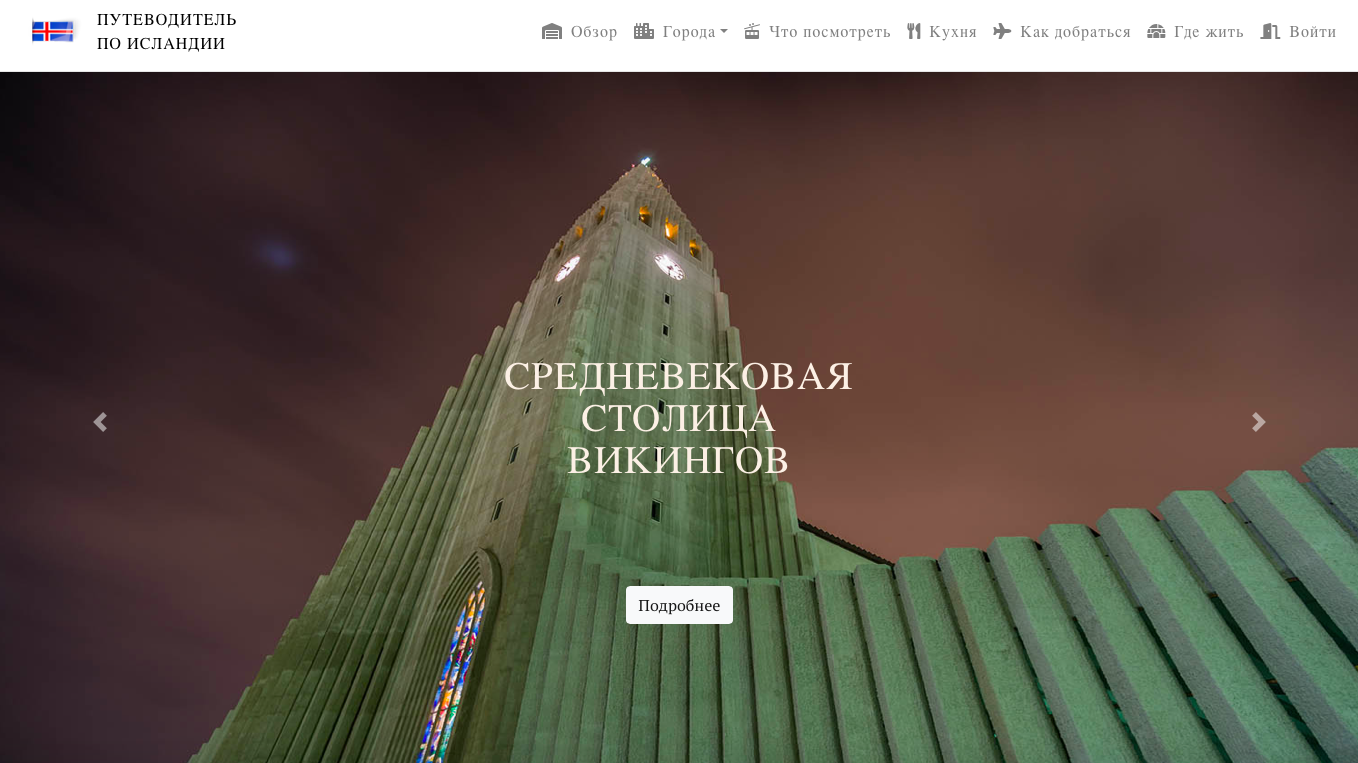 ПУТЕВОДИТЕЛЬ
ПО ИСЛАНДИИ
Обзор Города Что посмотреть Кухня Как добраться Где жить Войти
СРЕДНЕВЕКОВАЯ
СТОЛИЦА
ВИКИНГОВ
Подробнее